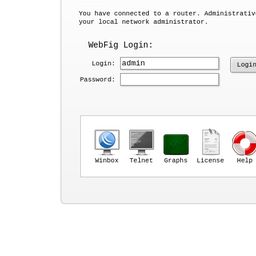 You have connected to a router. Administrative
your local network administrator.
WebFig Login:
Login: admin Login
Password:
Winbox Telnet Graphs License Help